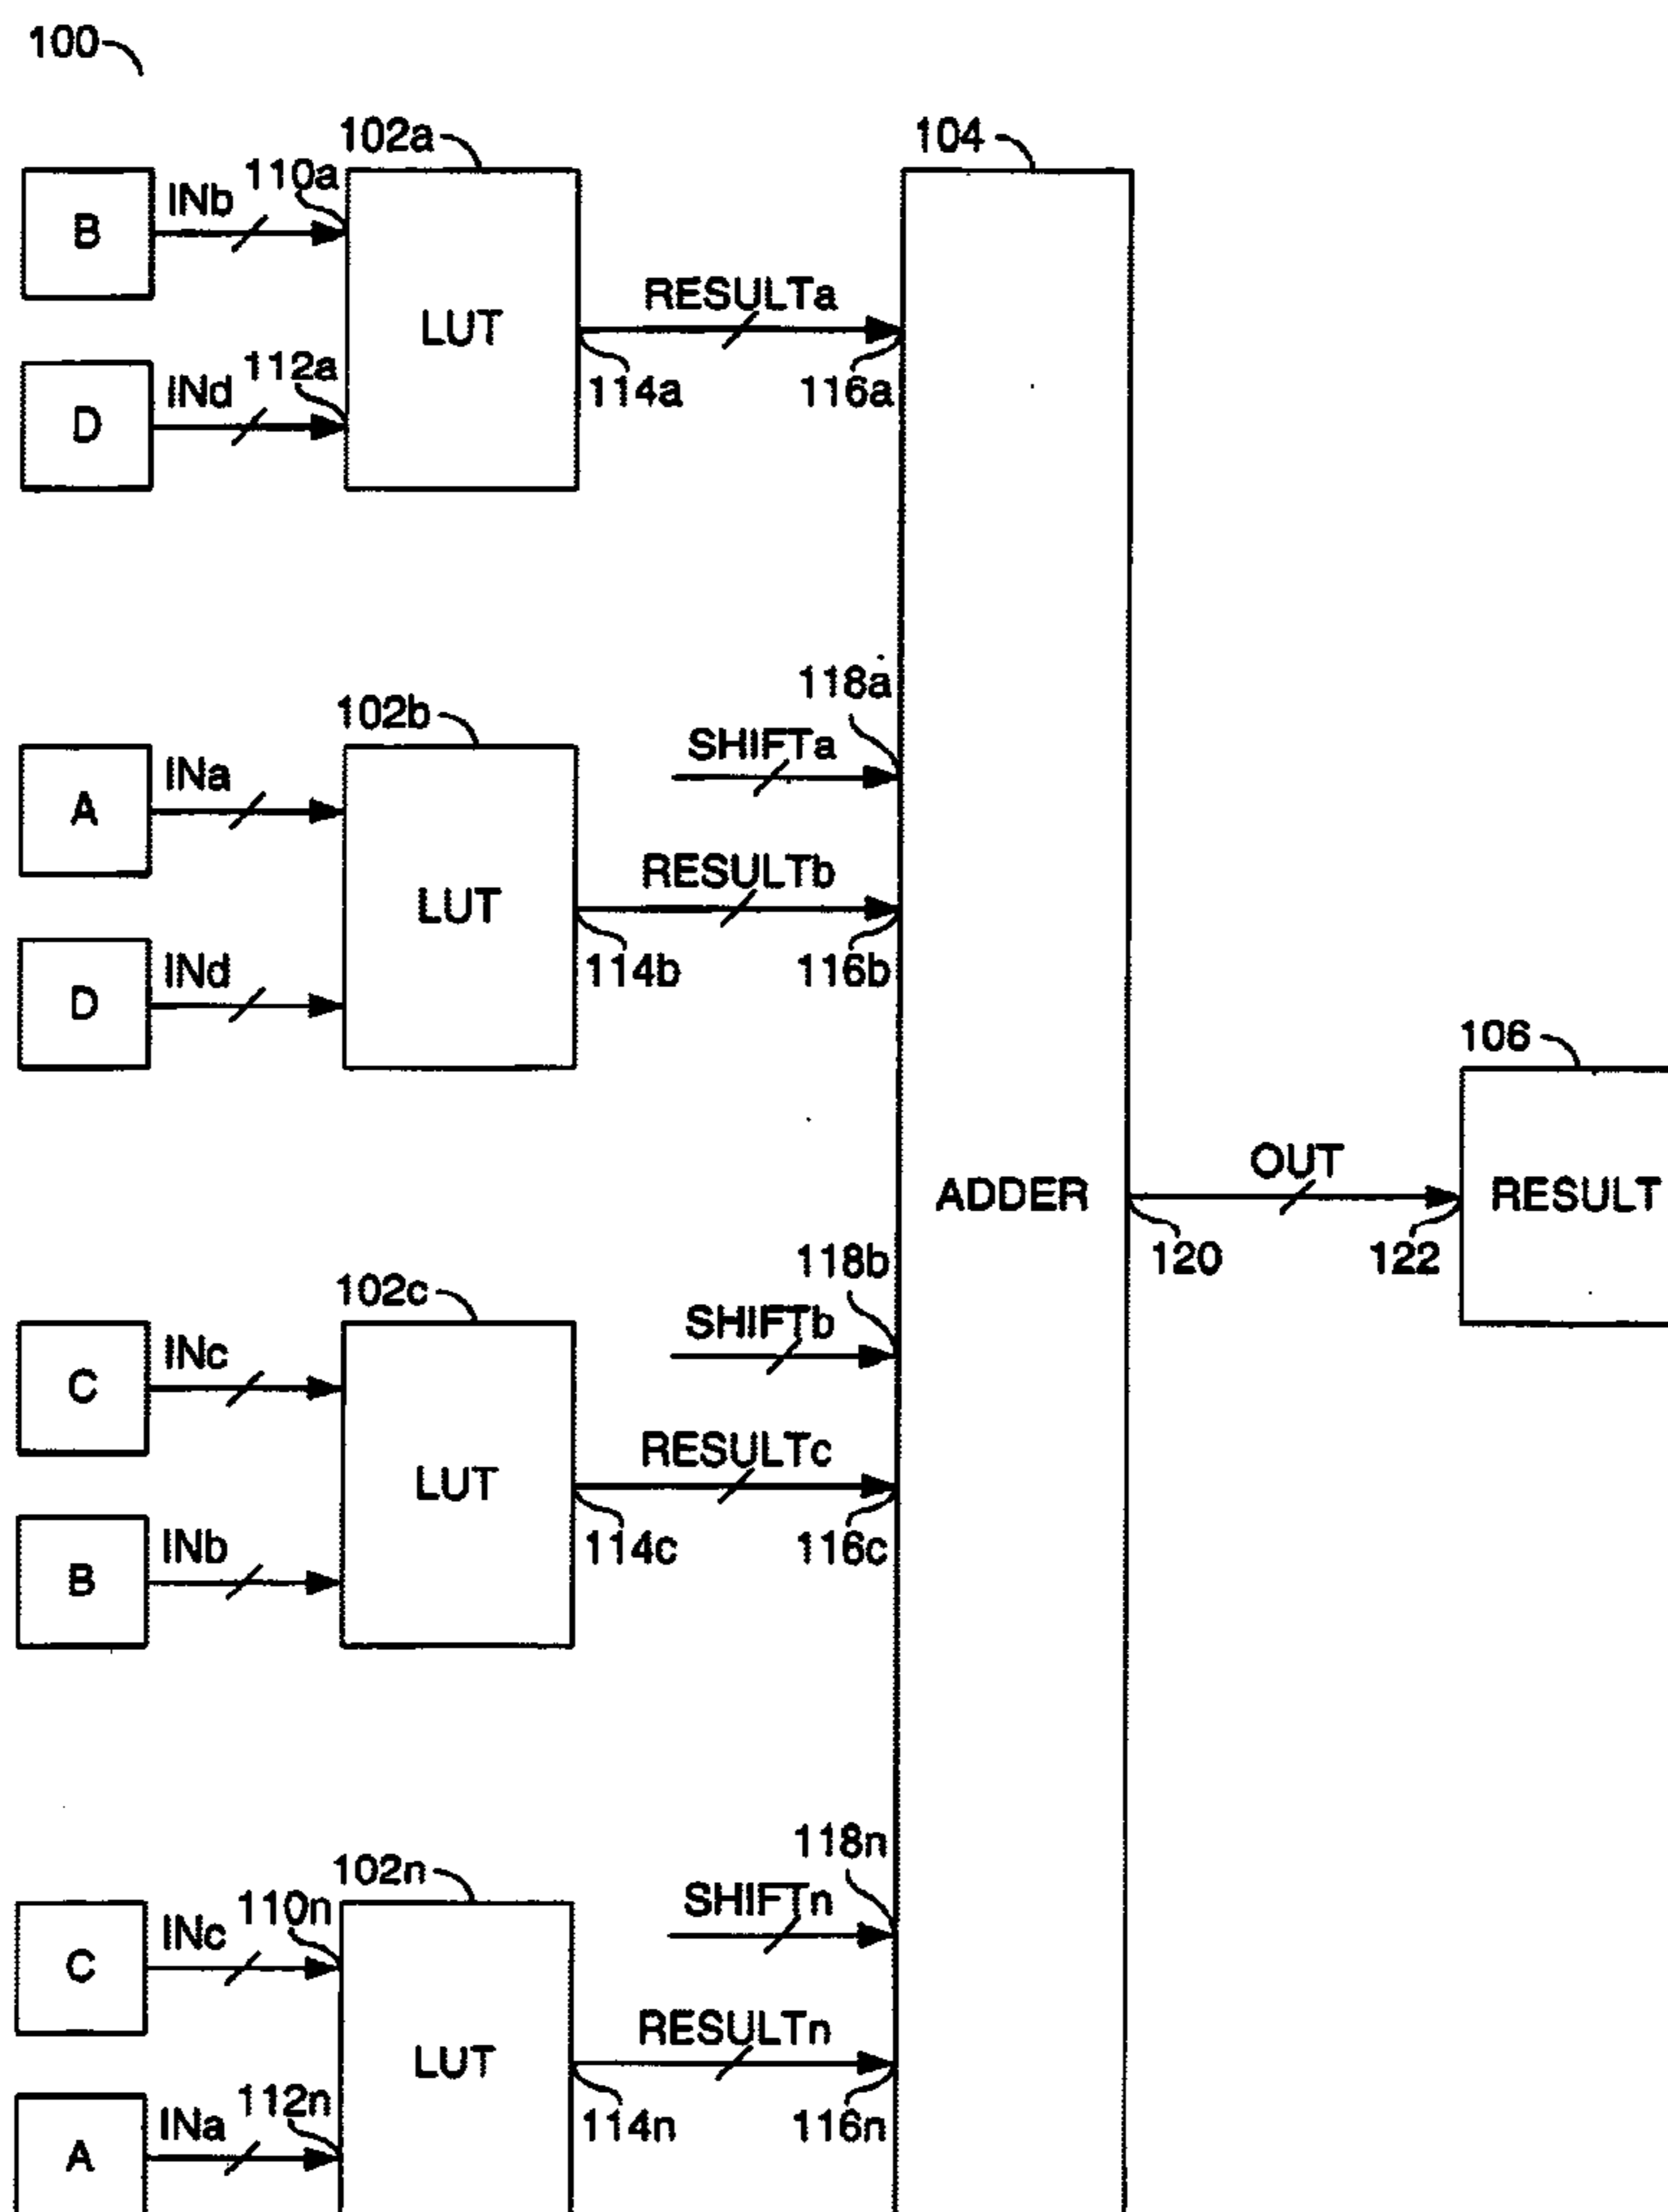 100
102a
104
B
INb
110a
LUT
RESULTa
D
INd
112a
114a
116a
118a
102b
SHIFTa
A
INa
RESULTb
LUT
D
INd
114b
116b
106
OUT
ADDER
RESULT
120
122
118b
102c
SHIFTb
C
INc
RESULTc
LUT
B
INb
114c
116c
118n
102n
SHIFTn
C
INc
110n
RESULTn
LUT
A
INa
112n
114n
116n